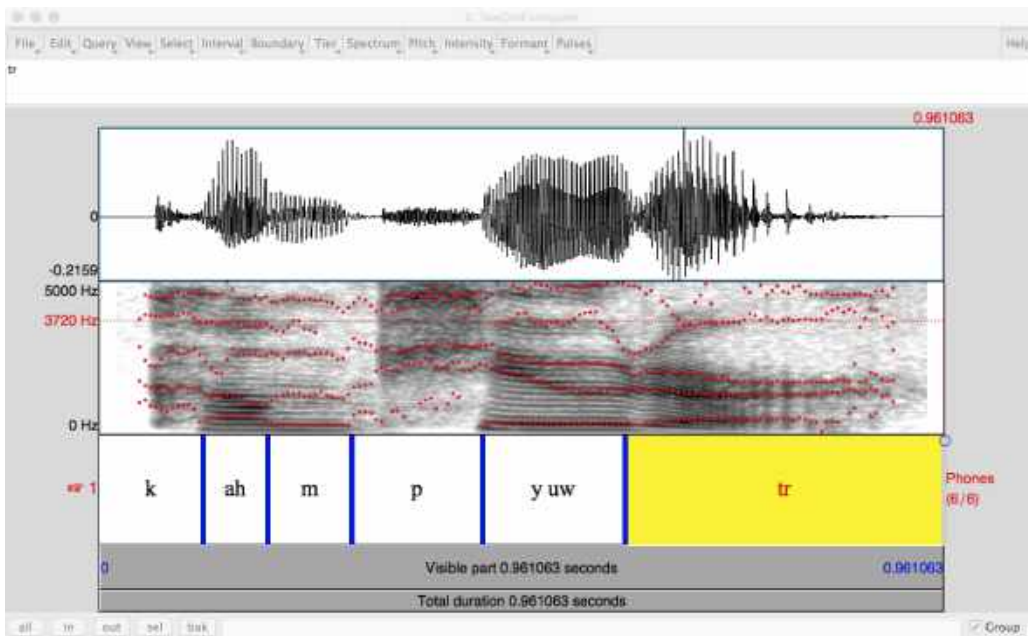 File Edit Query View Select Interval Boundary Tier Spectrum Pitch Intensity Formant Pulses Help
tr
0.961063
0
-0.2159
5000 Hz
3720 Hz
0 Hz
1 k ah m p y uw tr Phones
(6/6)
0 Visible part 0.961063 seconds 0.961063
Total duration 0.961063 seconds
all in out sel bak Group